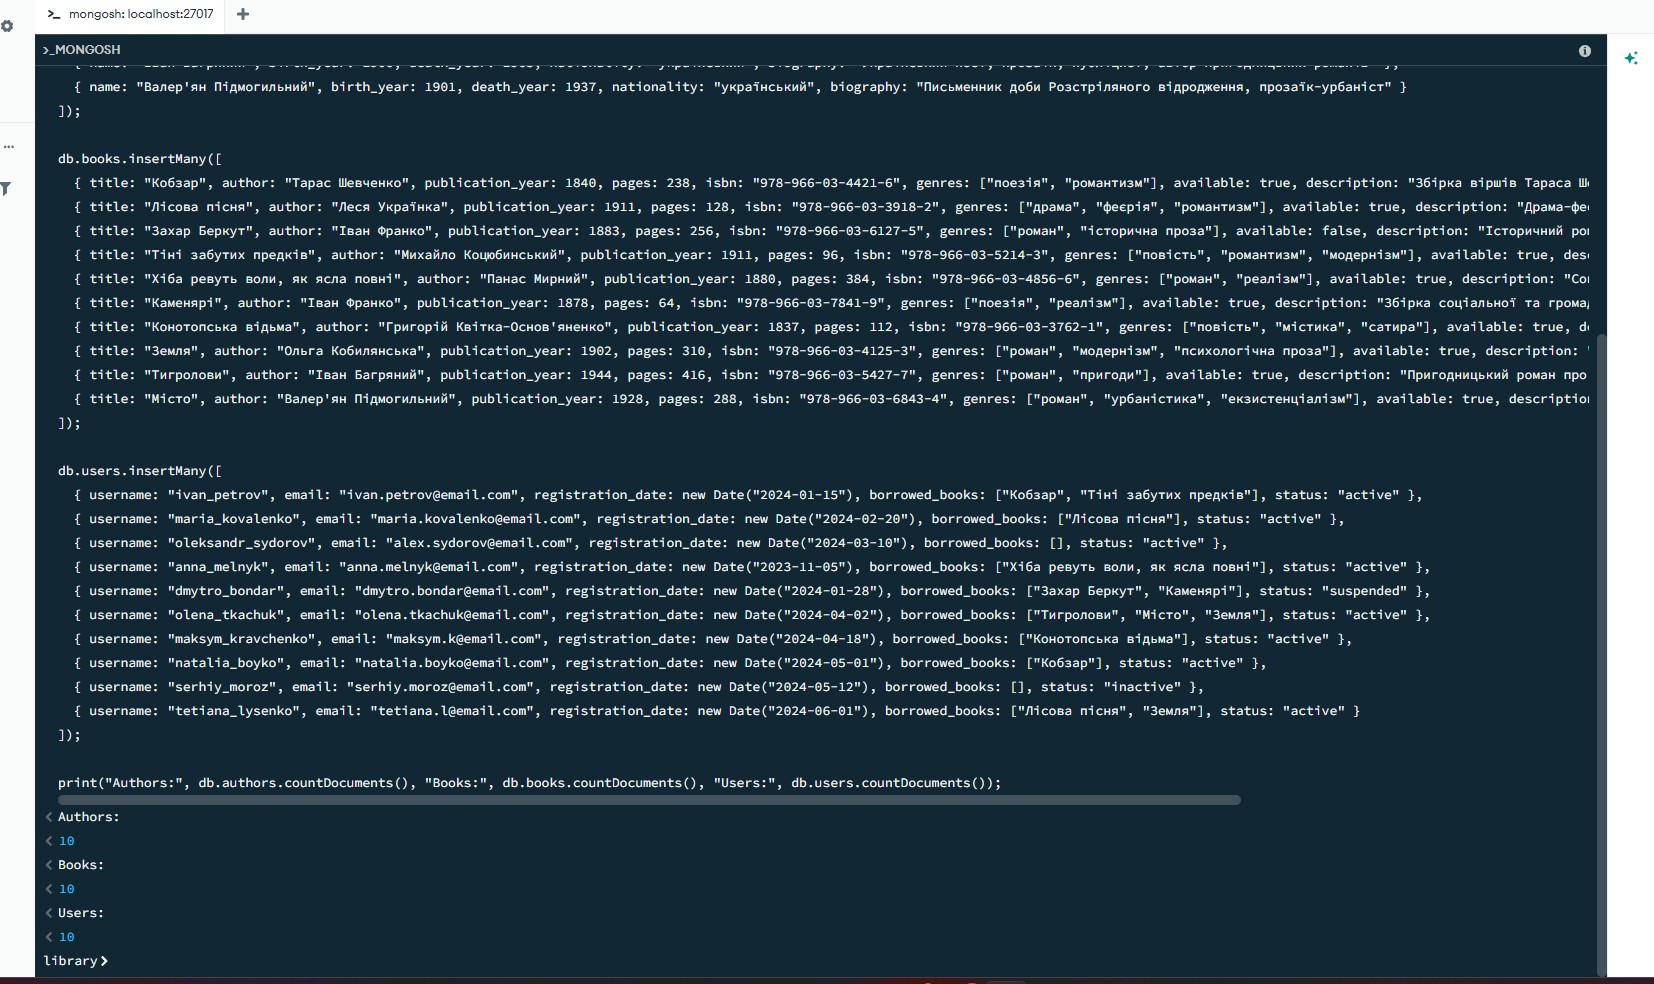 mongosh: localhost:27017
>_MONGOSH
{ name: "Валер'ян Підмогильний", birth_year: 1901, death_year: 1937, nationality: "український", biography: "Письменник доби Розстріляного відродження, прозаїк-урбаніст" }
]);
db.books.insertMany([
{ title: "Кобзар", author: "Тарас Шевченко", publication_year: 1840, pages: 238, isbn: "978-966-03-4421-6", genres: ["поезія", "романтизм"], available: true, description: "Збірка віршів Тараса
{ title: "Лісова пісня", author: "Леся Українка", publication_year: 1911, pages: 128, isbn: "978-966-03-3918-2", genres: ["драма", "феєрія", "романтизм"], available: true, description: "Драма-фе
{ title: "Захар Беркут", author: "Іван Франко", publication_year: 1883, pages: 256, isbn: "978-966-03-6127-5", genres: ["роман", "історична проза"], available: false, description: "Історичний
{ title: "Тіні забутих предків", author: "Михайло Коцюбинський", publication_year: 1911, pages: 96, isbn: "978-966-03-5214-3", genres: ["повість", "романтизм", "модернізм"], available: true, des
{ title: "Хіба ревуть воли, як ясла повні", author: "Панас Мирний", publication_year: 1880, pages: 384, isbn: "978-966-03-4856-6", genres: ["роман", "реалізм"], available: true, description: "Со
{ title: "Каменярі", author: "Іван Франко", publication_year: 1878, pages: 64, isbn: "978-966-03-7841-9", genres: ["поезія", "реалізм"], available: true, description: "Збірка соціальної та грома
{ title: "Конотопська відьма", author: "Григорій Квітка-Основ'яненко", publication_year: 1837, pages: 112, isbn: "978-966-03-3762-1", genres: ["повість", "містика", "сатира"], available: true, d
{ title: "Земля", author: "Ольга Кобилянська", publication_year: 1902, pages: 310, isbn: "978-966-03-4125-3", genres: ["роман", "модернізм", "психологічна проза"], available: true, description:
{ title: "Тигролови", author: "Іван Багряний", publication_year: 1944, pages: 416, isbn: "978-966-03-5427-7", genres: ["роман", "пригоди"], available: true, description: "Пригодницький роман про
{ title: "Місто", author: "Валер'ян Підмогильний", publication_year: 1928, pages: 288, isbn: "978-966-03-6843-4", genres: ["роман", "урбаністика", "екзистенціалізм"], available: true, descriptio
]);
db.users.insertMany([
{ username: "ivan_petrov", email: "ivan.petrov@email.com", registration_date: new Date("2024-01-15"), borrowed_books: ["Кобзар", "Тіні забутих предків"], status: "active" },
{ username: "maria_kovalenko", email: "maria.kovalenko@email.com", registration_date: new Date("2024-02-20"), borrowed_books: ["Лісова пісня"], status: "active" },
{ username: "oleksandr_sydorov", email: "alex.sydorov@email.com", registration_date: new Date("2024-03-10"), borrowed_books: [], status: "active" },
{ username: "anna_melnyk", email: "anna.melnyk@email.com", registration_date: new Date("2023-11-05"), borrowed_books: ["Хіба ревуть воли, як ясла повні"], status: "active" },
{ username: "dmytro_bondar", email: "dmytro.bondar@email.com", registration_date: new Date("2024-01-28"), borrowed_books: ["Захар Беркут", "Каменярі"], status: "suspended" },
{ username: "olena_tkachuk", email: "olena.tkachuk@email.com", registration_date: new Date("2024-04-02"), borrowed_books: ["Тигролови", "Місто", "Земля"], status: "active" },
{ username: "maksym_kravchenko", email: "maksym.k@email.com", registration_date: new Date("2024-04-18"), borrowed_books: ["Конотопська відьма"], status: "active" },
{ username: "natalia_boyko", email: "natalia.boyko@email.com", registration_date: new Date("2024-05-01"), borrowed_books: ["Кобзар"], status: "active" },
{ username: "serhiy_moroz", email: "serhiy.moroz@email.com", registration_date: new Date("2024-05-12"), borrowed_books: [], status: "inactive" },
{ username: "tetiana_lysenko", email: "tetiana.l@email.com", registration_date: new Date("2024-06-01"), borrowed_books: ["Лісова пісня", "Земля"], status: "active" }
]);
print("Authors:", db.authors.countDocuments(), "Books:", db.books.countDocuments(), "Users:", db.users.countDocuments());
Authors:
10
Books:
10
Users:
10
library>